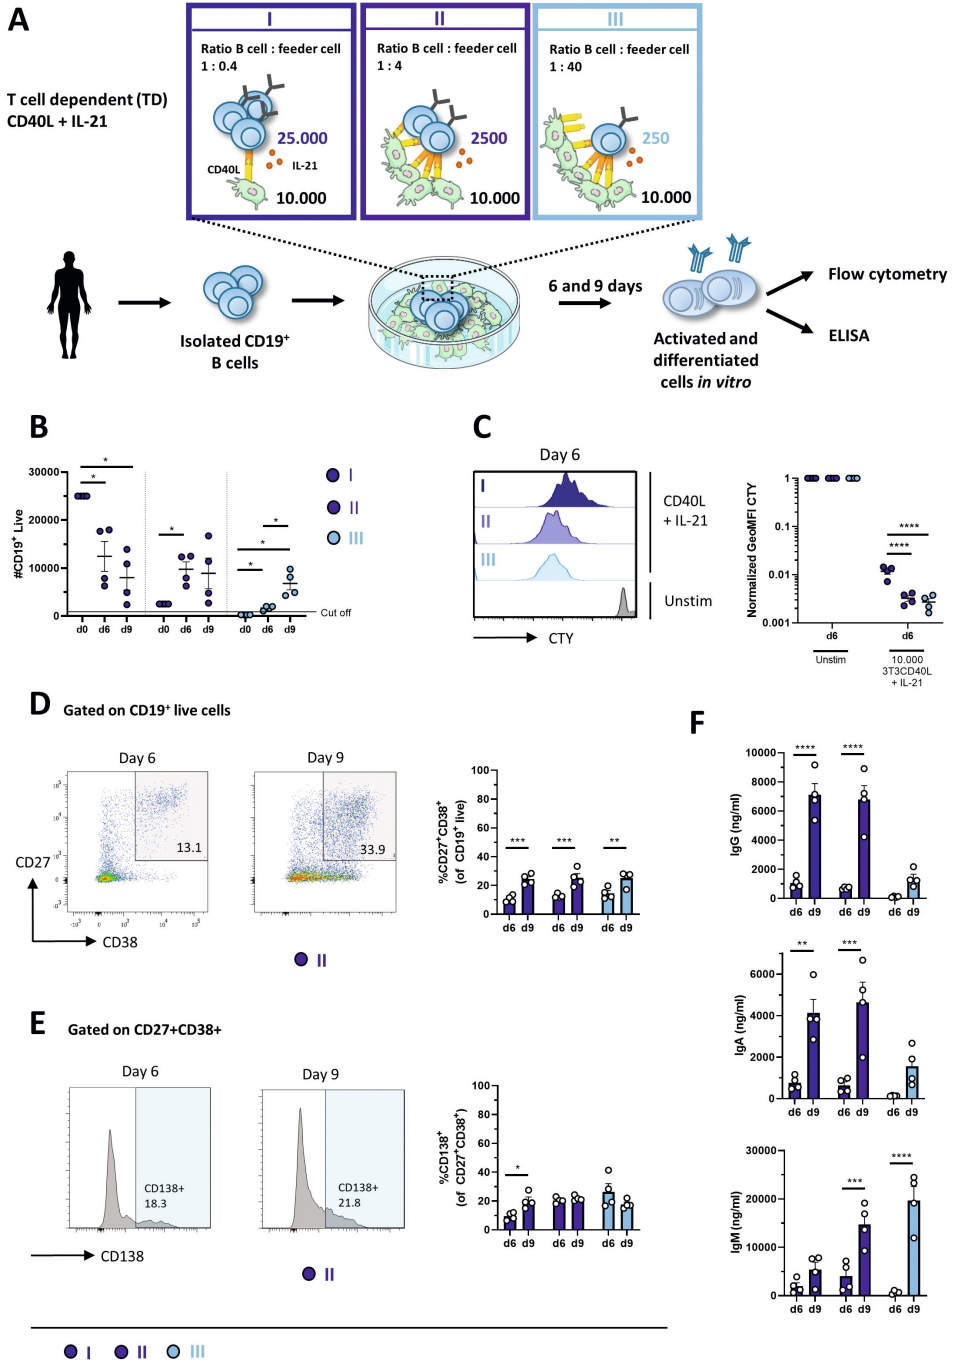 A
I
II
III
Ratio B cell : feeder cell
1 : 0.4
Ratio B cell : feeder cell
1 : 4
Ratio B cell : feeder cell
1 : 40
T cell dependent (TD)
CD40L + IL-21
25.000
2500
250
CD40L
IL-21
10.000
10.000
10.000
Isolated CD19+
B cells
6 and 9 days
Activated and
differentiated
cells in vitro
Flow cytometry
ELISA
B
#CD19+ Live
30000
20000
10000
0
* * * * * *
Cut off
d0 d6 d9 d0 d6 d9 d0 d6 d9
I
II
III
C
Day 6
I
II
III
CD40L
+ IL-21
Unstim
CTY
Normalized GeoMFI CTY
1
0.1
0.01
0.001
****
****
d6 d6
Unstim
10.000
3T3CD40L
+ IL-21
D
Gated on CD19+ live cells
Day 6
Day 9
13.1
33.9
CD27
CD38
10⁵
10⁴
10³
0
-10³
-10³ 0 10³ 10⁴ 10⁵
II
%CD27+CD38+
(of CD19+ live)
100
80
60
40
20
0
*** *** **
d6 d9 d6 d9 d6 d9
E
Gated on CD27+CD38+
Day 6
Day 9
CD138+
18.3
CD138+
21.8
CD138
II
%CD138+
(of CD27+CD38+)
100
80
60
40
20
0
*
d6 d9 d6 d9 d6 d9
F
IgG (ng/ml)
10000
8000
6000
4000
2000
0
**** ****
d6 d9 d6 d9 d6 d9
IgA (ng/ml)
6000
4000
2000
0
** ***
d6 d9 d6 d9 d6 d9
IgM (ng/ml)
30000
20000
10000
0
*** ****
d6 d9 d6 d9 d6 d9
I II III